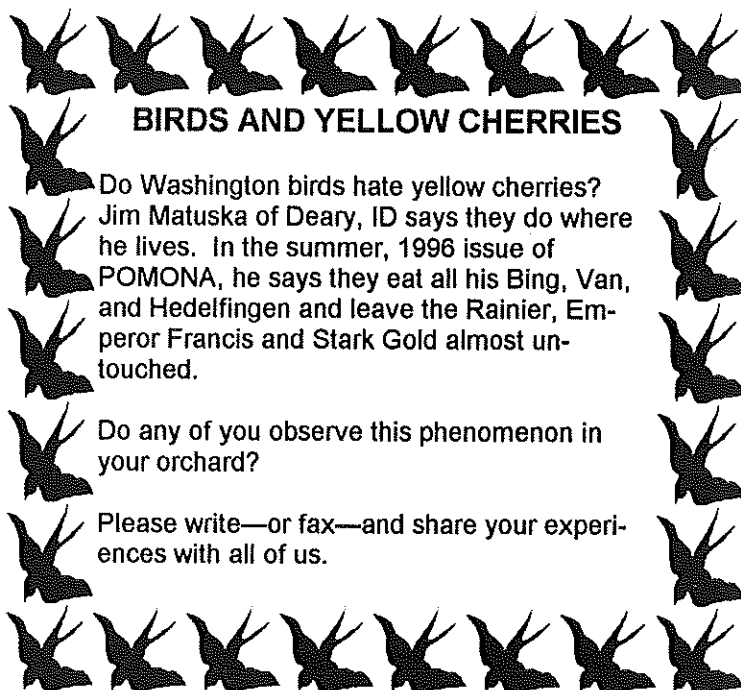 BIRDS AND YELLOW CHERRIES
Do Washington birds hate yellow cherries?
Jim Matuska of Deary, ID says they do where
he lives. In the summer, 1996 issue of
POMONA, he says they eat all his Bing, Van,
and Hedelfingen and leave the Rainier, Em-
peror Francis and Stark Gold almost un-
touched.
Do any of you observe this phenomenon in
your orchard?
Please write—or fax—and share your experi-
ences with all of us.